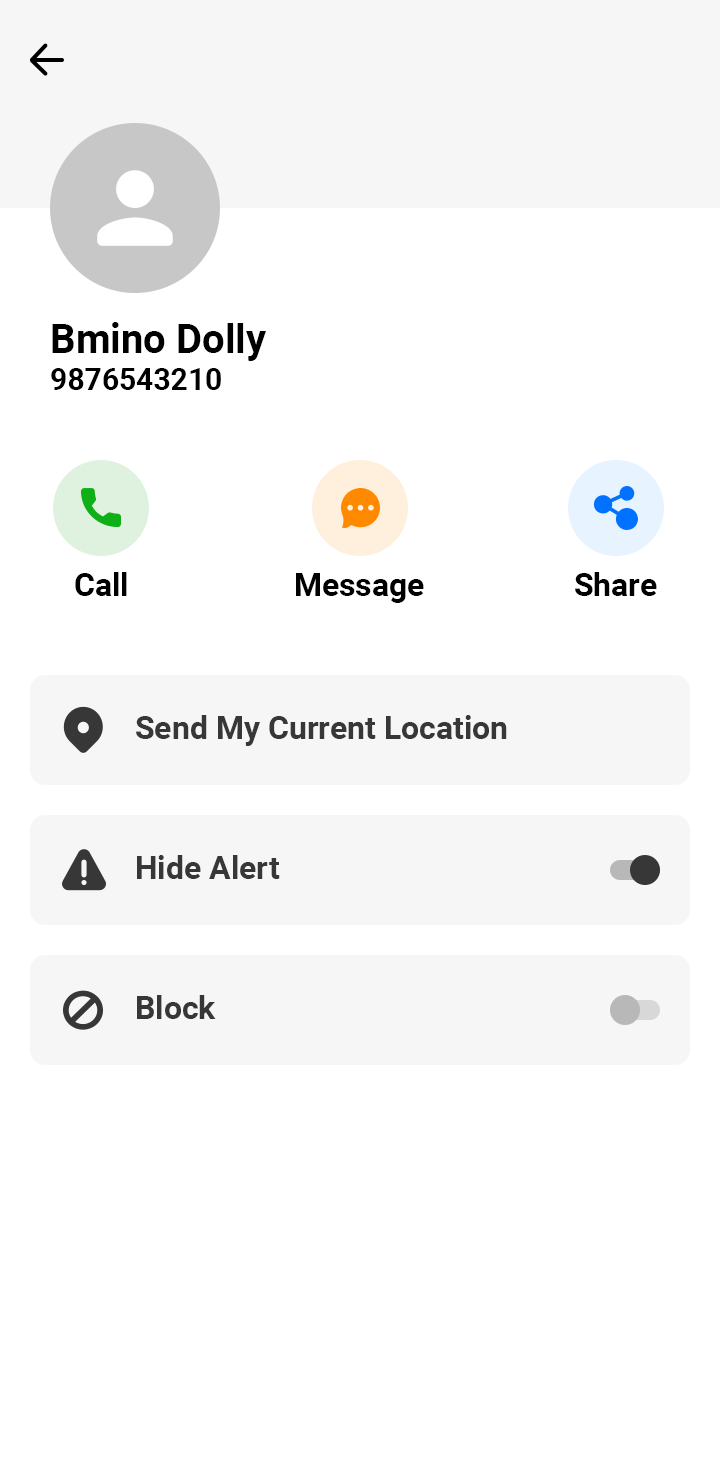 Bmino Dolly
9876543210
Call
Message
Share
Send My Current Location
Hide Alert
Block